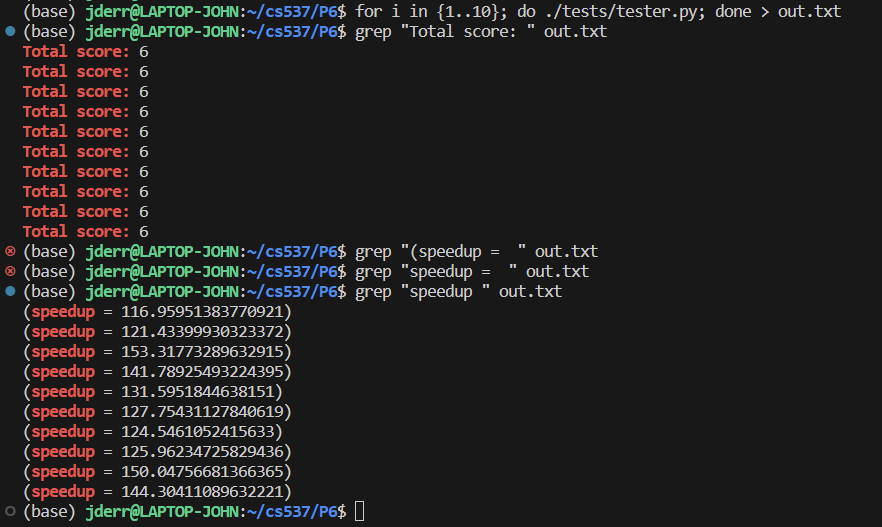 (base) jderr@LAPTOP-JOHN:~/cs537/P6$ for i in {1..10}; do ./tests/tester.py; done > out.txt
(base) jderr@LAPTOP-JOHN:~/cs537/P6$ grep "Total score: " out.txt
Total score: 6
Total score: 6
Total score: 6
Total score: 6
Total score: 6
Total score: 6
Total score: 6
Total score: 6
Total score: 6
Total score: 6
(base) jderr@LAPTOP-JOHN:~/cs537/P6$ grep "(speedup =  " out.txt
(base) jderr@LAPTOP-JOHN:~/cs537/P6$ grep "speedup =  " out.txt
(base) jderr@LAPTOP-JOHN:~/cs537/P6$ grep "speedup " out.txt
(speedup = 116.95951383770921)
(speedup = 121.43399930323372)
(speedup = 153.31773289632915)
(speedup = 141.78925493224395)
(speedup = 131.5951844638151)
(speedup = 127.75431127840619)
(speedup = 124.5461052415633)
(speedup = 125.96234725829436)
(speedup = 150.04756681366365)
(speedup = 144.30411089632221)
(base) jderr@LAPTOP-JOHN:~/cs537/P6$